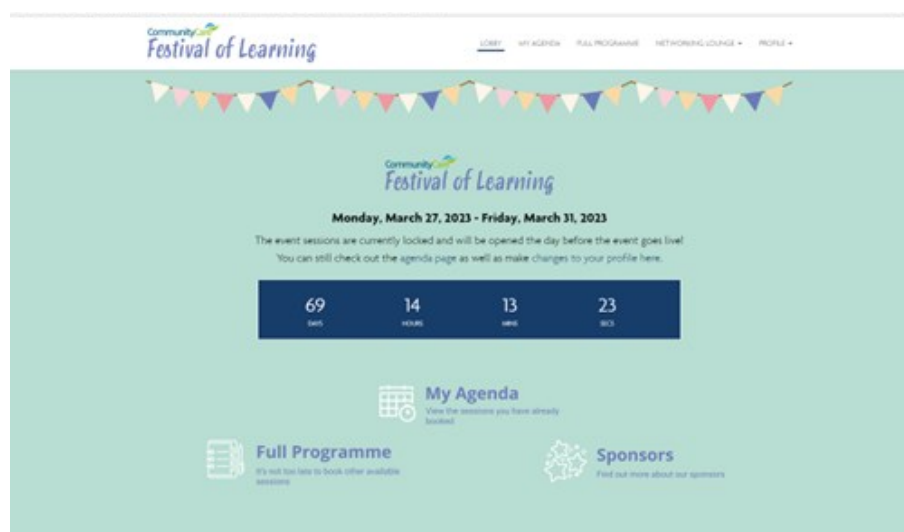 CommunityCare
Festival of Learning
LOBBY MY AGENDA FULL PROGRAMME NETWORKING LOUNGE PROFILE
CommunityCare
Festival of Learning
Monday, March 27, 2023 - Friday, March 31, 2023
The event sessions are currently locked and will be opened the day before the event goes live!
You can still check out the agenda page as well as make changes to your profile here.
69 14 13 23
DAYS HOURS MINS SECS
My Agenda
View the sessions you have already
booked
Full Programme
It's not too late to book other available
sessions
Sponsors
Find out more about our sponsors